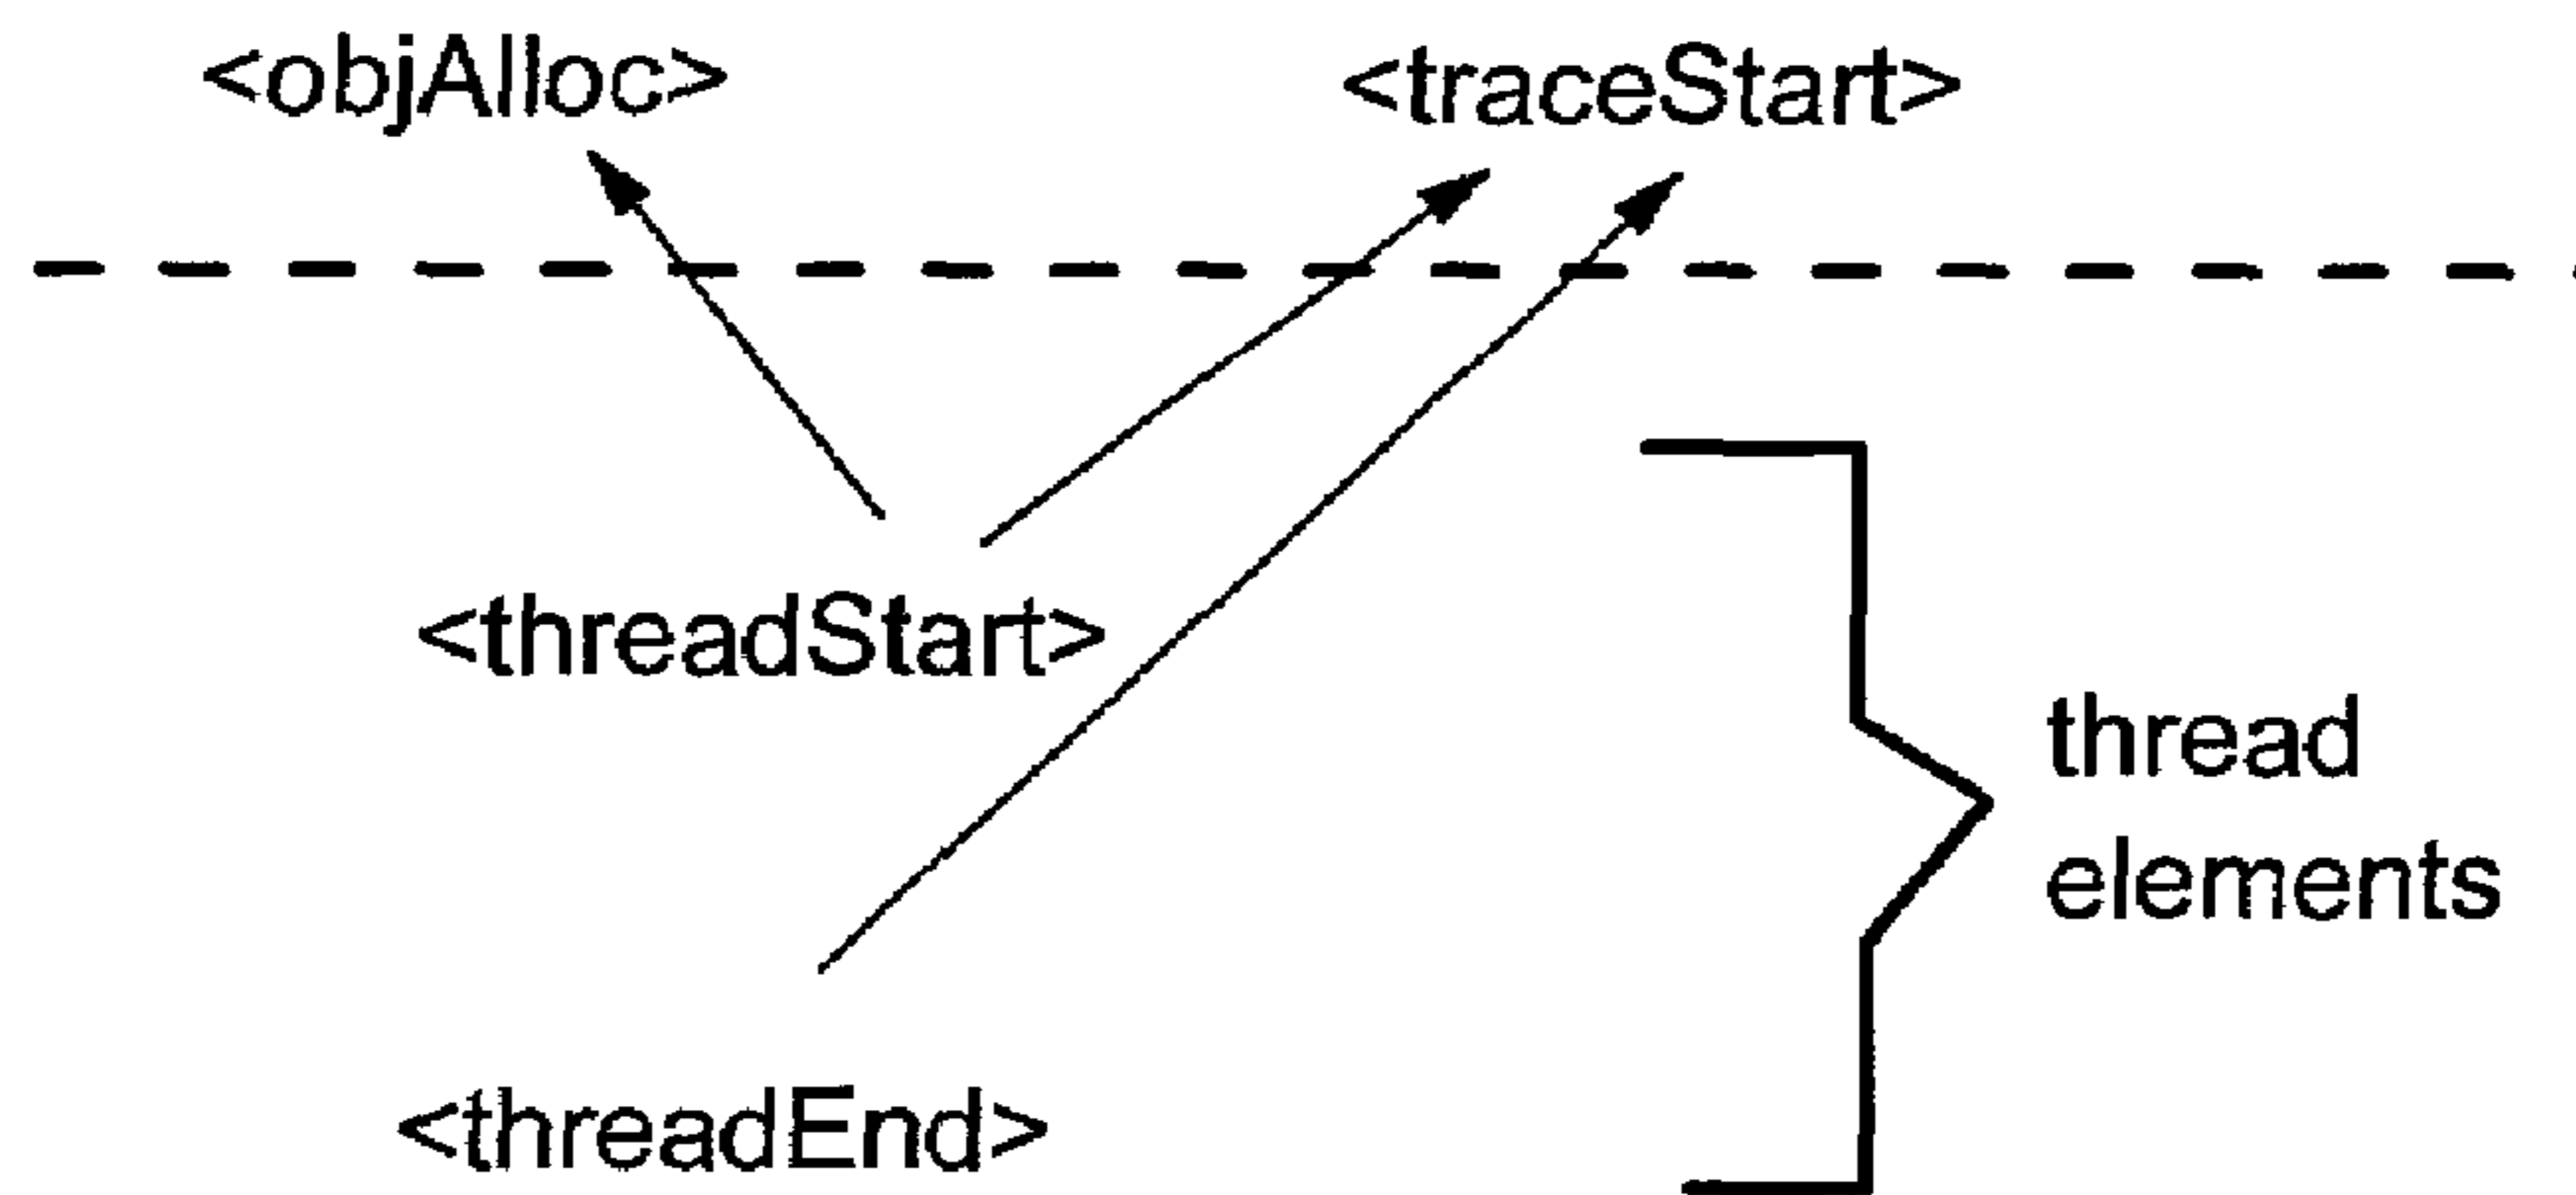 <objAlloc>
<traceStart>
<threadStart>
thread
elements
<threadEnd>